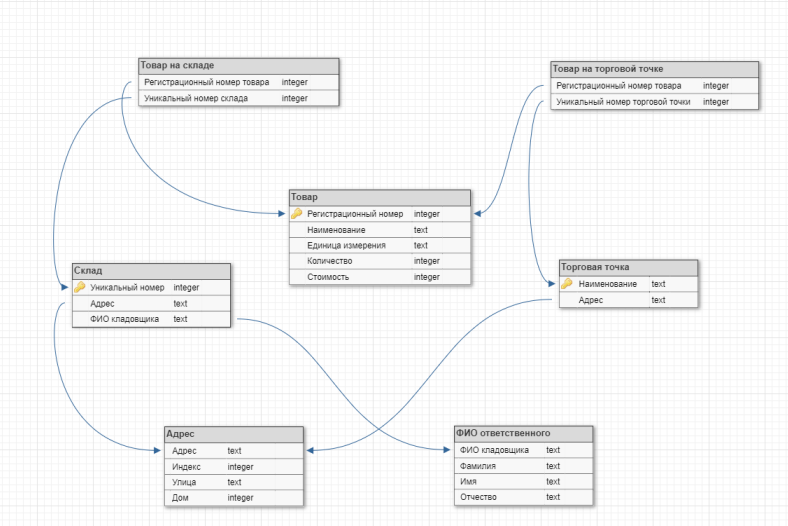 Товар на складе
Регистрационный номер товара integer
Уникальный номер склада integer
Товар на торговой точке
Регистрационный номер товара integer
Уникальный номер торговой точки integer
Товар
Регистрационный номер integer
Наименование text
Единица измерения text
Количество integer
Стоимость integer
Склад
Уникальный номер integer
Адрес text
ФИО кладовщика text
Торговая точка
Наименование text
Адрес text
Адрес
Адрес text
Индекс integer
Улица text
Дом integer
ФИО ответственного
ФИО кладовщика text
Фамилия text
Имя text
Отчество text